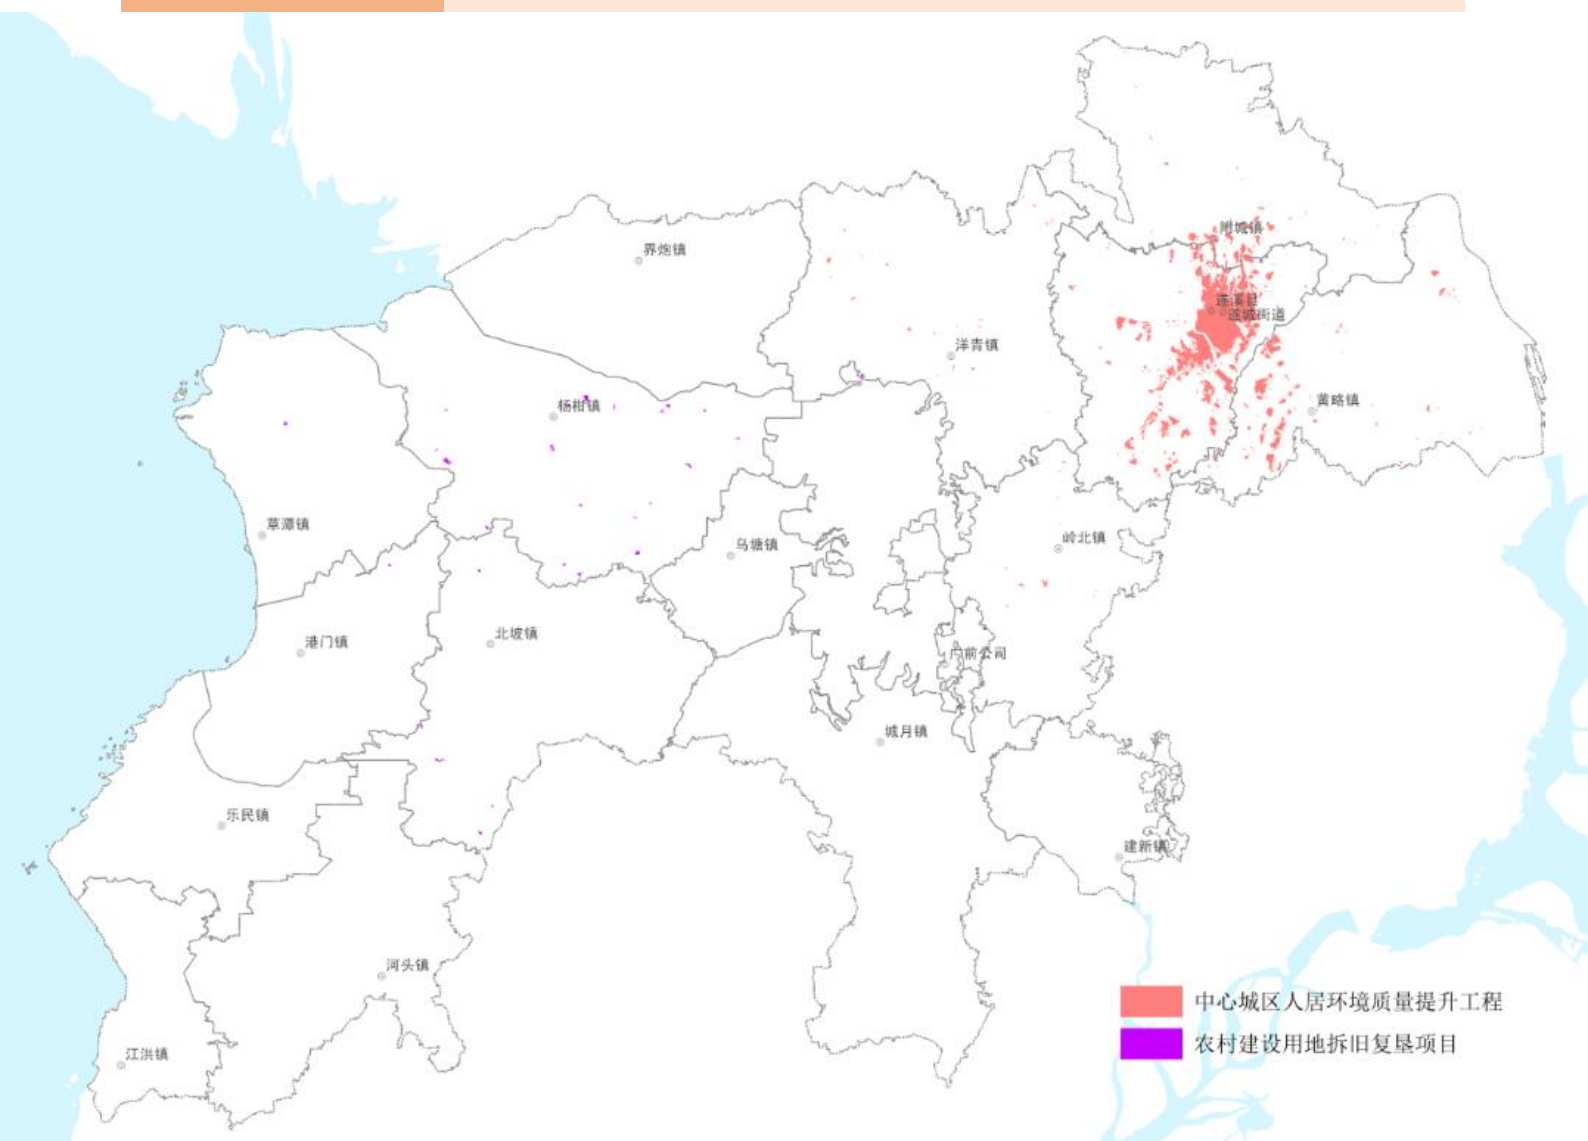 附城镇
界炮镇
遂溪县
遂城街道
洋青镇
黄略镇
杨柑镇
草潭镇
岭北镇
乌塘镇
北坡镇
港门镇
广前公司
城月镇
乐民镇
建新镇
河头镇
中心城区人居环境质量提升工程
农村建设用地拆旧复垦项目
江洪镇